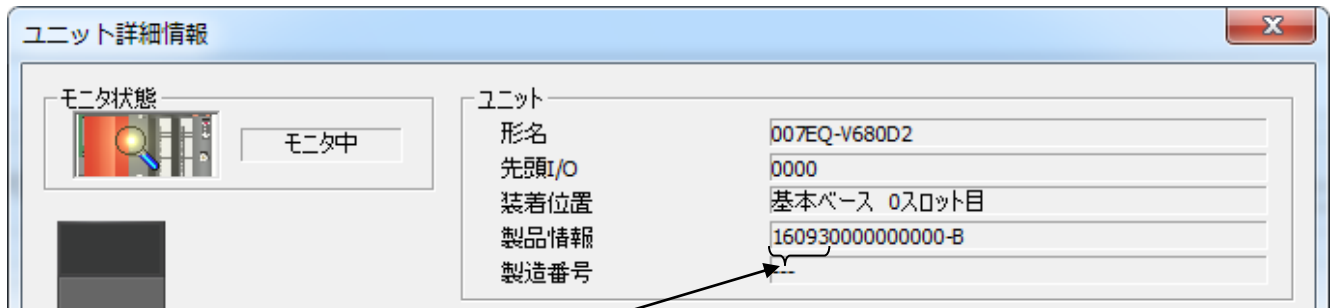 ユニット詳細情報
モニタ状態
モニタ中
ユニット
形名 007EQ-V680D2
先頭I/O 0000
装着位置 基本ベース 0スロット目
製品情報 160930000000000-B
製造番号 ---